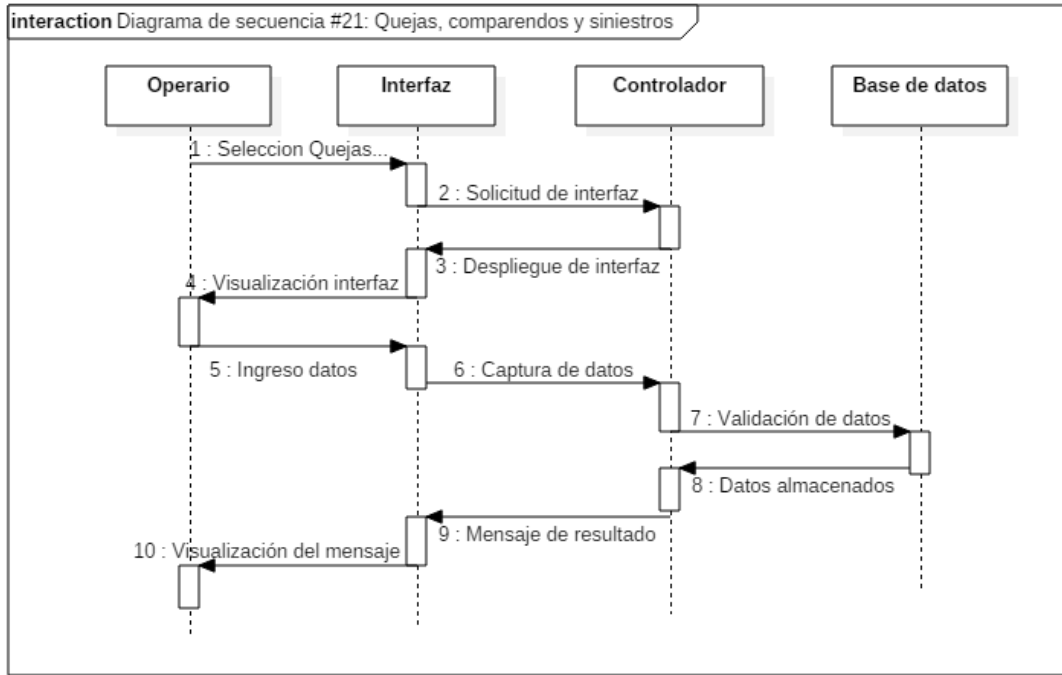 interaction Diagrama de secuencia #21: Quejas, comparendos y siniestros
Operario
Interfaz
Controlador
Base de datos
1 : Seleccion Quejas...
2 : Solicitud de interfaz
3 : Despliegue de interfaz
4 : Visualización interfaz
5 : Ingreso datos
6 : Captura de datos
7 : Validación de datos
8 : Datos almacenados
9 : Mensaje de resultado
10 : Visualización del mensaje